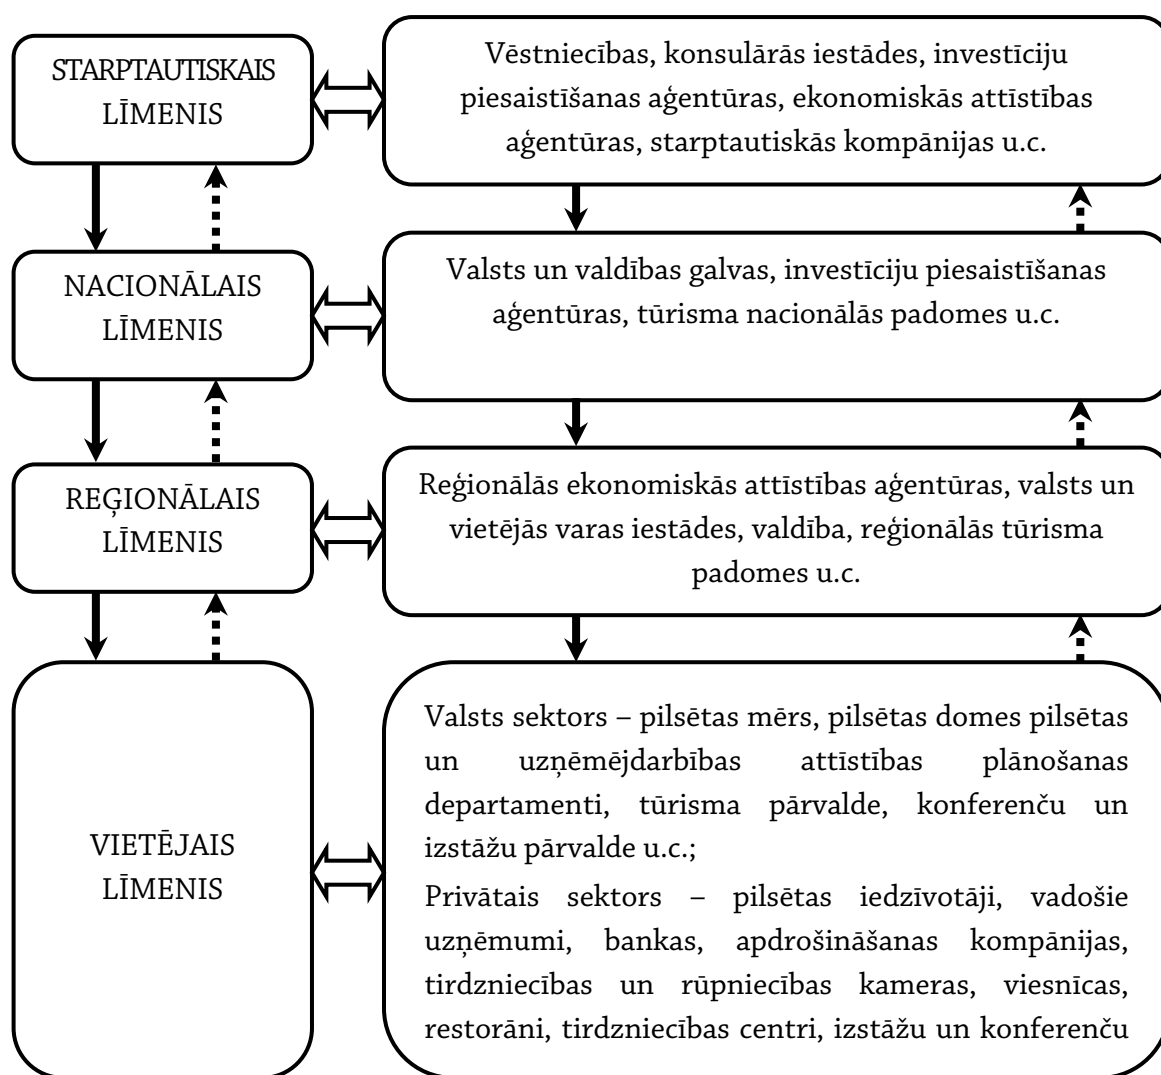 STARPTAUTISKAIS
LĪMENIS
Vēstniecības, konsulārās iestādes, investīciju
piesaistīšanas aģentūras, ekonomiskās attīstības
aģentūras, starptautiskās kompānijas u.c.
NACIONĀLAIS
LĪMENIS
Valsts un valdības galvas, investīciju piesaistīšanas
aģentūras, tūrisma nacionālās padomes u.c.
REĢIONĀLAIS
LĪMENIS
Reģionālās ekonomiskās attīstības aģentūras, valsts un
vietējās varas iestādes, valdība, reģionālās tūrisma
padomes u.c.
VIETĒJAIS
LĪMENIS
Valsts sektors – pilsētas mērs, pilsētas domes pilsētas
un uzņēmējdarbības attīstības plānošanas
departamenti, tūrisma pārvalde, konferenču un
izstāžu pārvalde u.c.;
Privātais sektors – pilsētas iedzīvotāji, vadošie
uzņēmumi, bankas, apdrošināšanas kompānijas,
tirdzniecības un rūpniecības kameras, viesnīcas,
restorāni, tirdzniecības centri, izstāžu un konferenču